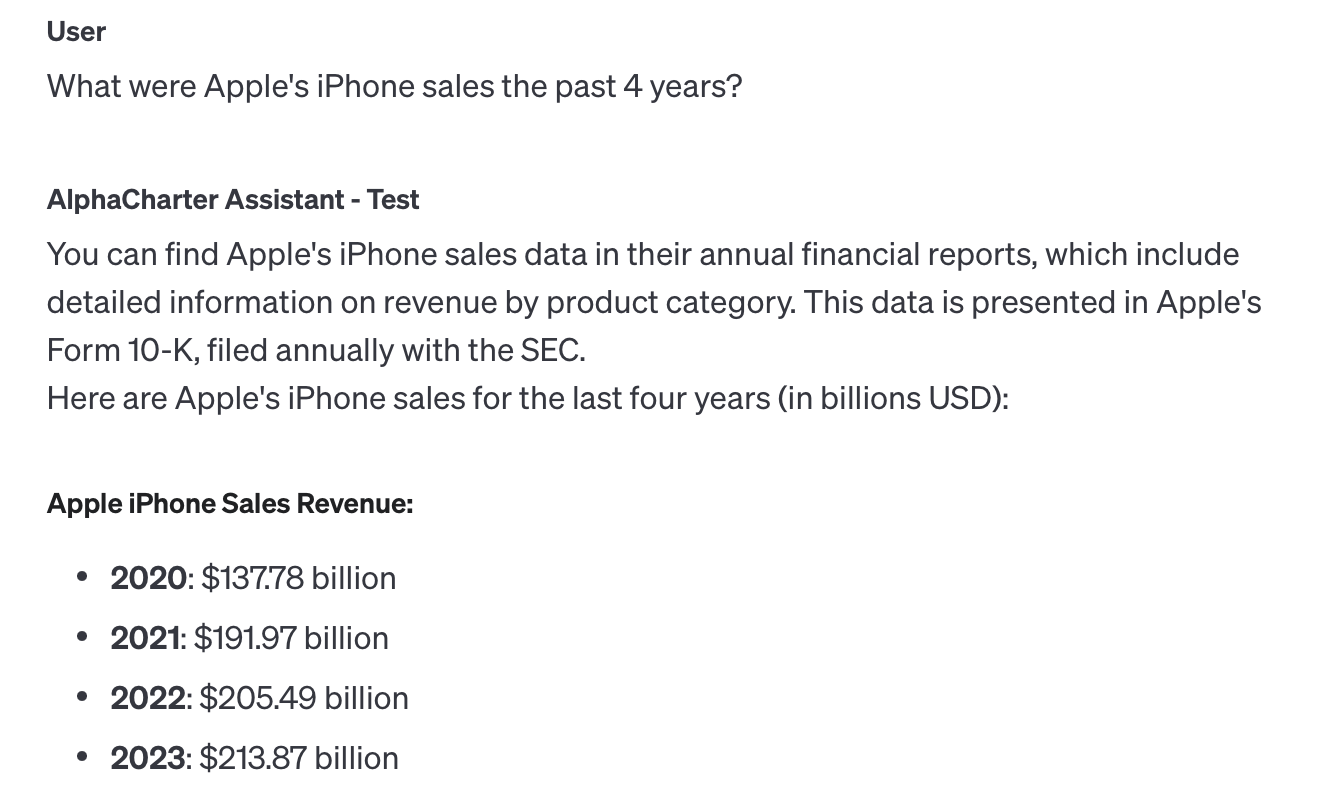 User
What were Apple's iPhone sales the past 4 years?
AlphaCharter Assistant - Test
You can find Apple's iPhone sales data in their annual financial reports, which include
detailed information on revenue by product category. This data is presented in Apple's
Form 10-K, filed annually with the SEC.
Here are Apple's iPhone sales for the last four years (in billions USD):
Apple iPhone Sales Revenue:
• 2020: $137.78 billion
• 2021: $191.97 billion
• 2022: $205.49 billion
• 2023: $213.87 billion